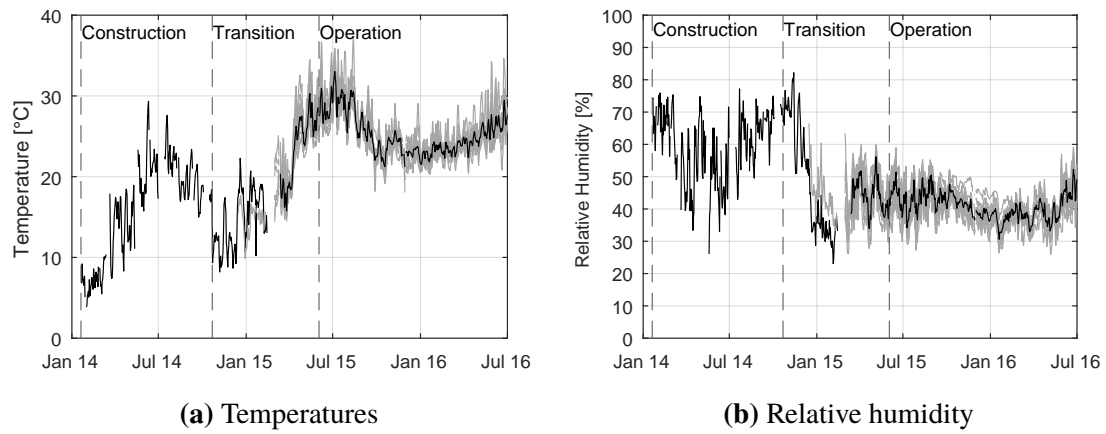 40
30
20
10
0
Temperature [°C]
Construction
Transition
Operation
Jan 14
Jul 14
Jan 15
Jul 15
Jan 16
Jul 16
(a) Temperatures
100
90
80
70
60
50
40
30
20
10
0
Relative Humidity [%]
Construction
Transition
Operation
Jan 14
Jul 14
Jan 15
Jul 15
Jan 16
Jul 16
(b) Relative humidity